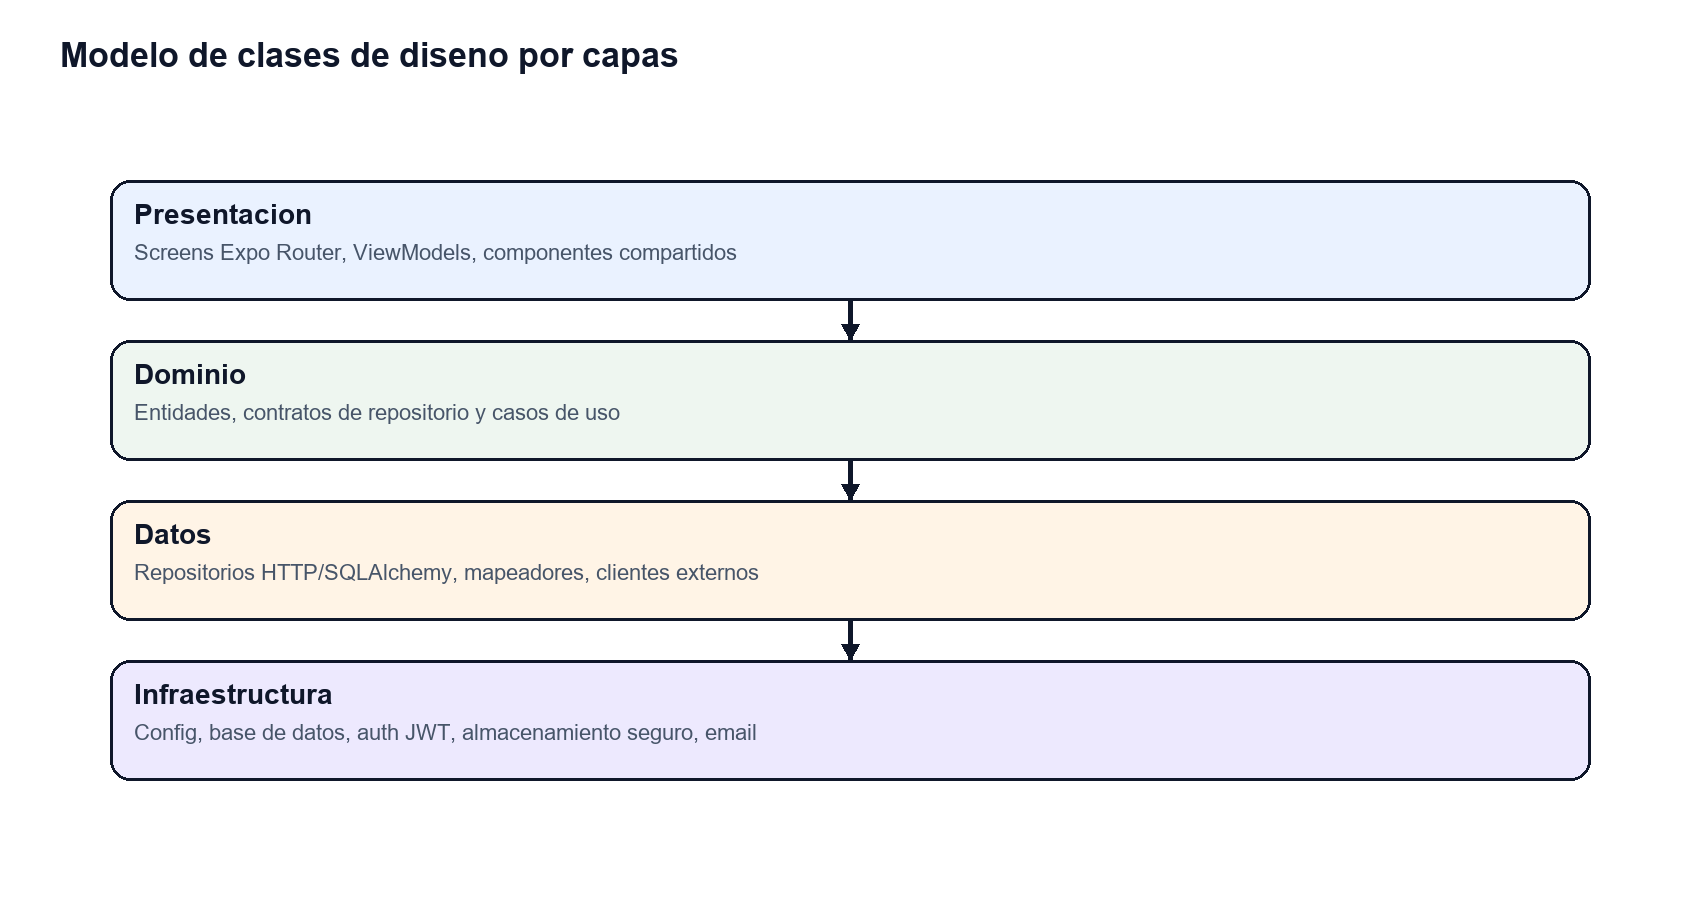 Modelo de clases de diseno por capas
Presentacion
Screens Expo Router, ViewModels, componentes compartidos
Dominio
Entidades, contratos de repositorio y casos de uso
Datos
Repositorios HTTP/SQLAlchemy, mapeadores, clientes externos
Infraestructura
Config, base de datos, auth JWT, almacenamiento seguro, email